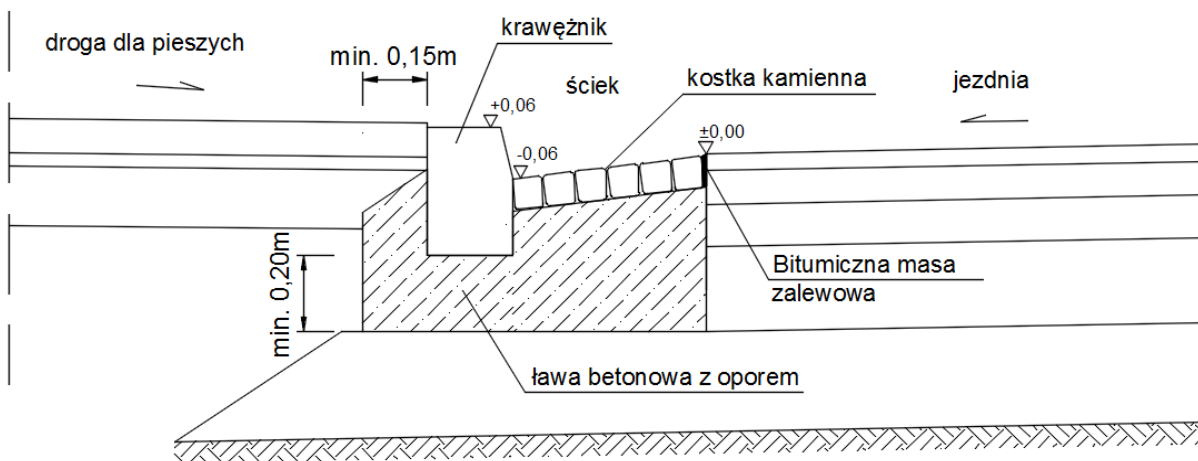 krawężnik
droga dla pieszych
min. 0,15m
ściek
kostka kamienna
jezdnia
+0,06
±0,00
-0,06
min. 0,20m
Bitumiczna masa
zalewowa
ława betonowa z oporem